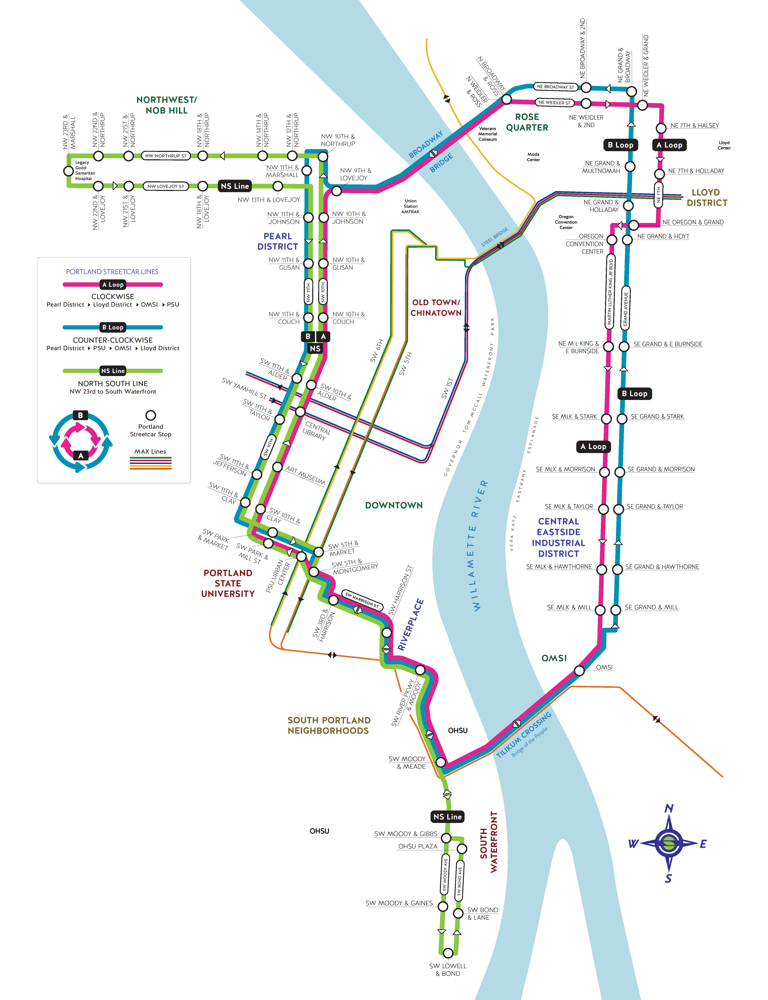 NE BROADWAY & 2ND
NE GRAND &
BROADWAY
NE WEIDLER & GRAND
N BROADWAY
& ROSS
N WEIDLER
& ROSS
NE BROADWAY ST
NE WEIDLER ST
NE WEIDLER
& 2ND
ROSE
QUARTER
NE 7TH & HALSEY
B Loop
A Loop
Lloyd
Center
Veterans
Memorial
Coliseum
Moda
Center
BROADWAY
BRIDGE
NE GRAND &
MULTNOMAH
NE 7TH & HOLLADAY
NE 7TH
LLOYD
DISTRICT
NE GRAND &
HOLLADAY
Oregon
Convention
Center
NE OREGON & GRAND
OREGON
CONVENTION
CENTER
NE GRAND & HOYT
NORTHWEST/
NOB HILL
NW 23RD &
MARSHALL
NW 22ND &
NORTHRUP
NW 21ST &
NORTHRUP
NW 18TH &
NORTHRUP
NW 14TH &
NORTHRUP
NW 12TH &
NORTHRUP
NW 10TH &
NORTHRUP
NW NORTHRUP ST
Legacy
Good
Samaritan
Hospital
NW 11TH &
MARSHALL
NW 9TH &
LOVEJOY
NW LOVEJOY ST
NS Line
NW 13TH & LOVEJOY
NW 22ND &
LOVEJOY
NW 21ST &
LOVEJOY
NW 18TH &
LOVEJOY
Union
Station
AMTRAK
NW 11TH &
JOHNSON
NW 10TH &
JOHNSON
PEARL
DISTRICT
STEEL BRIDGE
NW 11TH &
GLISAN
NW 10TH &
GLISAN
NW 11TH
NW 10TH
NW 11TH &
COUCH
NW 10TH &
COUCH
B
A
NS
PORTLAND STREETCAR LINES
A Loop
CLOCKWISE
Pearl District Lloyd District OMSI PSU
B Loop
COUNTER-CLOCKWISE
Pearl District PSU OMSI Lloyd District
NS Line
NORTH SOUTH LINE
NW 23rd to South Waterfront
B
A
Portland
Streetcar Stop
MAX Lines
OLD TOWN/
CHINATOWN
SW 6TH
SW 5TH
SW 1ST
GOVERNOR TOM MCCALL WATERFRONT PARK
VERA KATZ EASTBANK ESPLANADE
WILLAMETTE RIVER
MARTIN LUTHER KING JR BLVD
GRAND AVENUE
NE M L KING &
E BURNSIDE
SE GRAND & E BURNSIDE
B Loop
SE MLK & STARK
SE GRAND & STARK
A Loop
SE MLK & MORRISON
SE GRAND & MORRISON
SE MLK & TAYLOR
SE GRAND & TAYLOR
CENTRAL
EASTSIDE
INDUSTRIAL
DISTRICT
SE MLK & HAWTHORNE
SE GRAND & HAWTHORNE
SE MLK & MILL
SE GRAND & MILL
OMSI
OMSI
SW 11TH &
ALDER
SW YAMHILL ST
SW 10TH &
ALDER
SW 11TH &
TAYLOR
CENTRAL
LIBRARY
SW 11TH
SW 11TH &
JEFFERSON
ART MUSEUM
SW 11TH &
CLAY
SW 10TH &
CLAY
DOWNTOWN
SW PARK
& MARKET
SW PARK &
MILL ST
SW 5TH &
MARKET
SW 5TH &
MONTGOMERY
PSU URBAN
CENTER
PORTLAND
STATE
UNIVERSITY
SW HARRISON ST
SW 3RD &
HARRISON
SW HARRISON ST
RIVERPLACE
SW RIVER PKWY
& MOODY
SOUTH PORTLAND
NEIGHBORHOODS
OHSU
TILIKUM CROSSING
Bridge of the People
SW MOODY
& MEADE
NS Line
OHSU
SW MOODY & GIBBS
OHSU PLAZA
SOUTH
WATERFRONT
SW MOODY AVE
SW BOND AVE
SW MOODY & GAINES
SW BOND
& LANE
SW LOWELL
& BOND
N
W
E
S